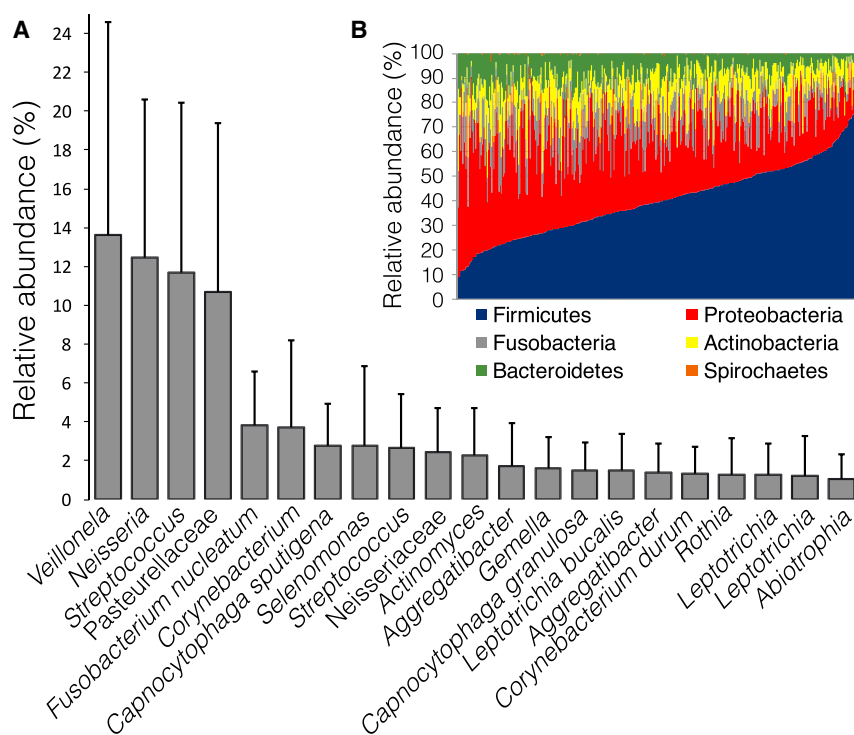 A
Relative abundance (%)
24
22
20
18
16
14
12
10
8
6
4
2
0
Veillonela
Neisseria
Streptococcus
Pasteurellaceae
Fusobacterium nucleatum
Corynebacterium
Capnocytophaga sputigena
Selenomonas
Streptococcus
Neisseriaceae
Actinomyces
Aggregatibacter
Gemella
Capnocytophaga granulosa
Leptotrichia bucalis
Aggregatibacter
Corynebacterium durum
Rothia
Leptotrichia
Leptotrichia
Abiotrophia
B
Relative abundance (%)
100
90
80
70
60
50
40
30
20
10
0
Firmicutes
Proteobacteria
Fusobacteria
Actinobacteria
Bacteroidetes
Spirochaetes